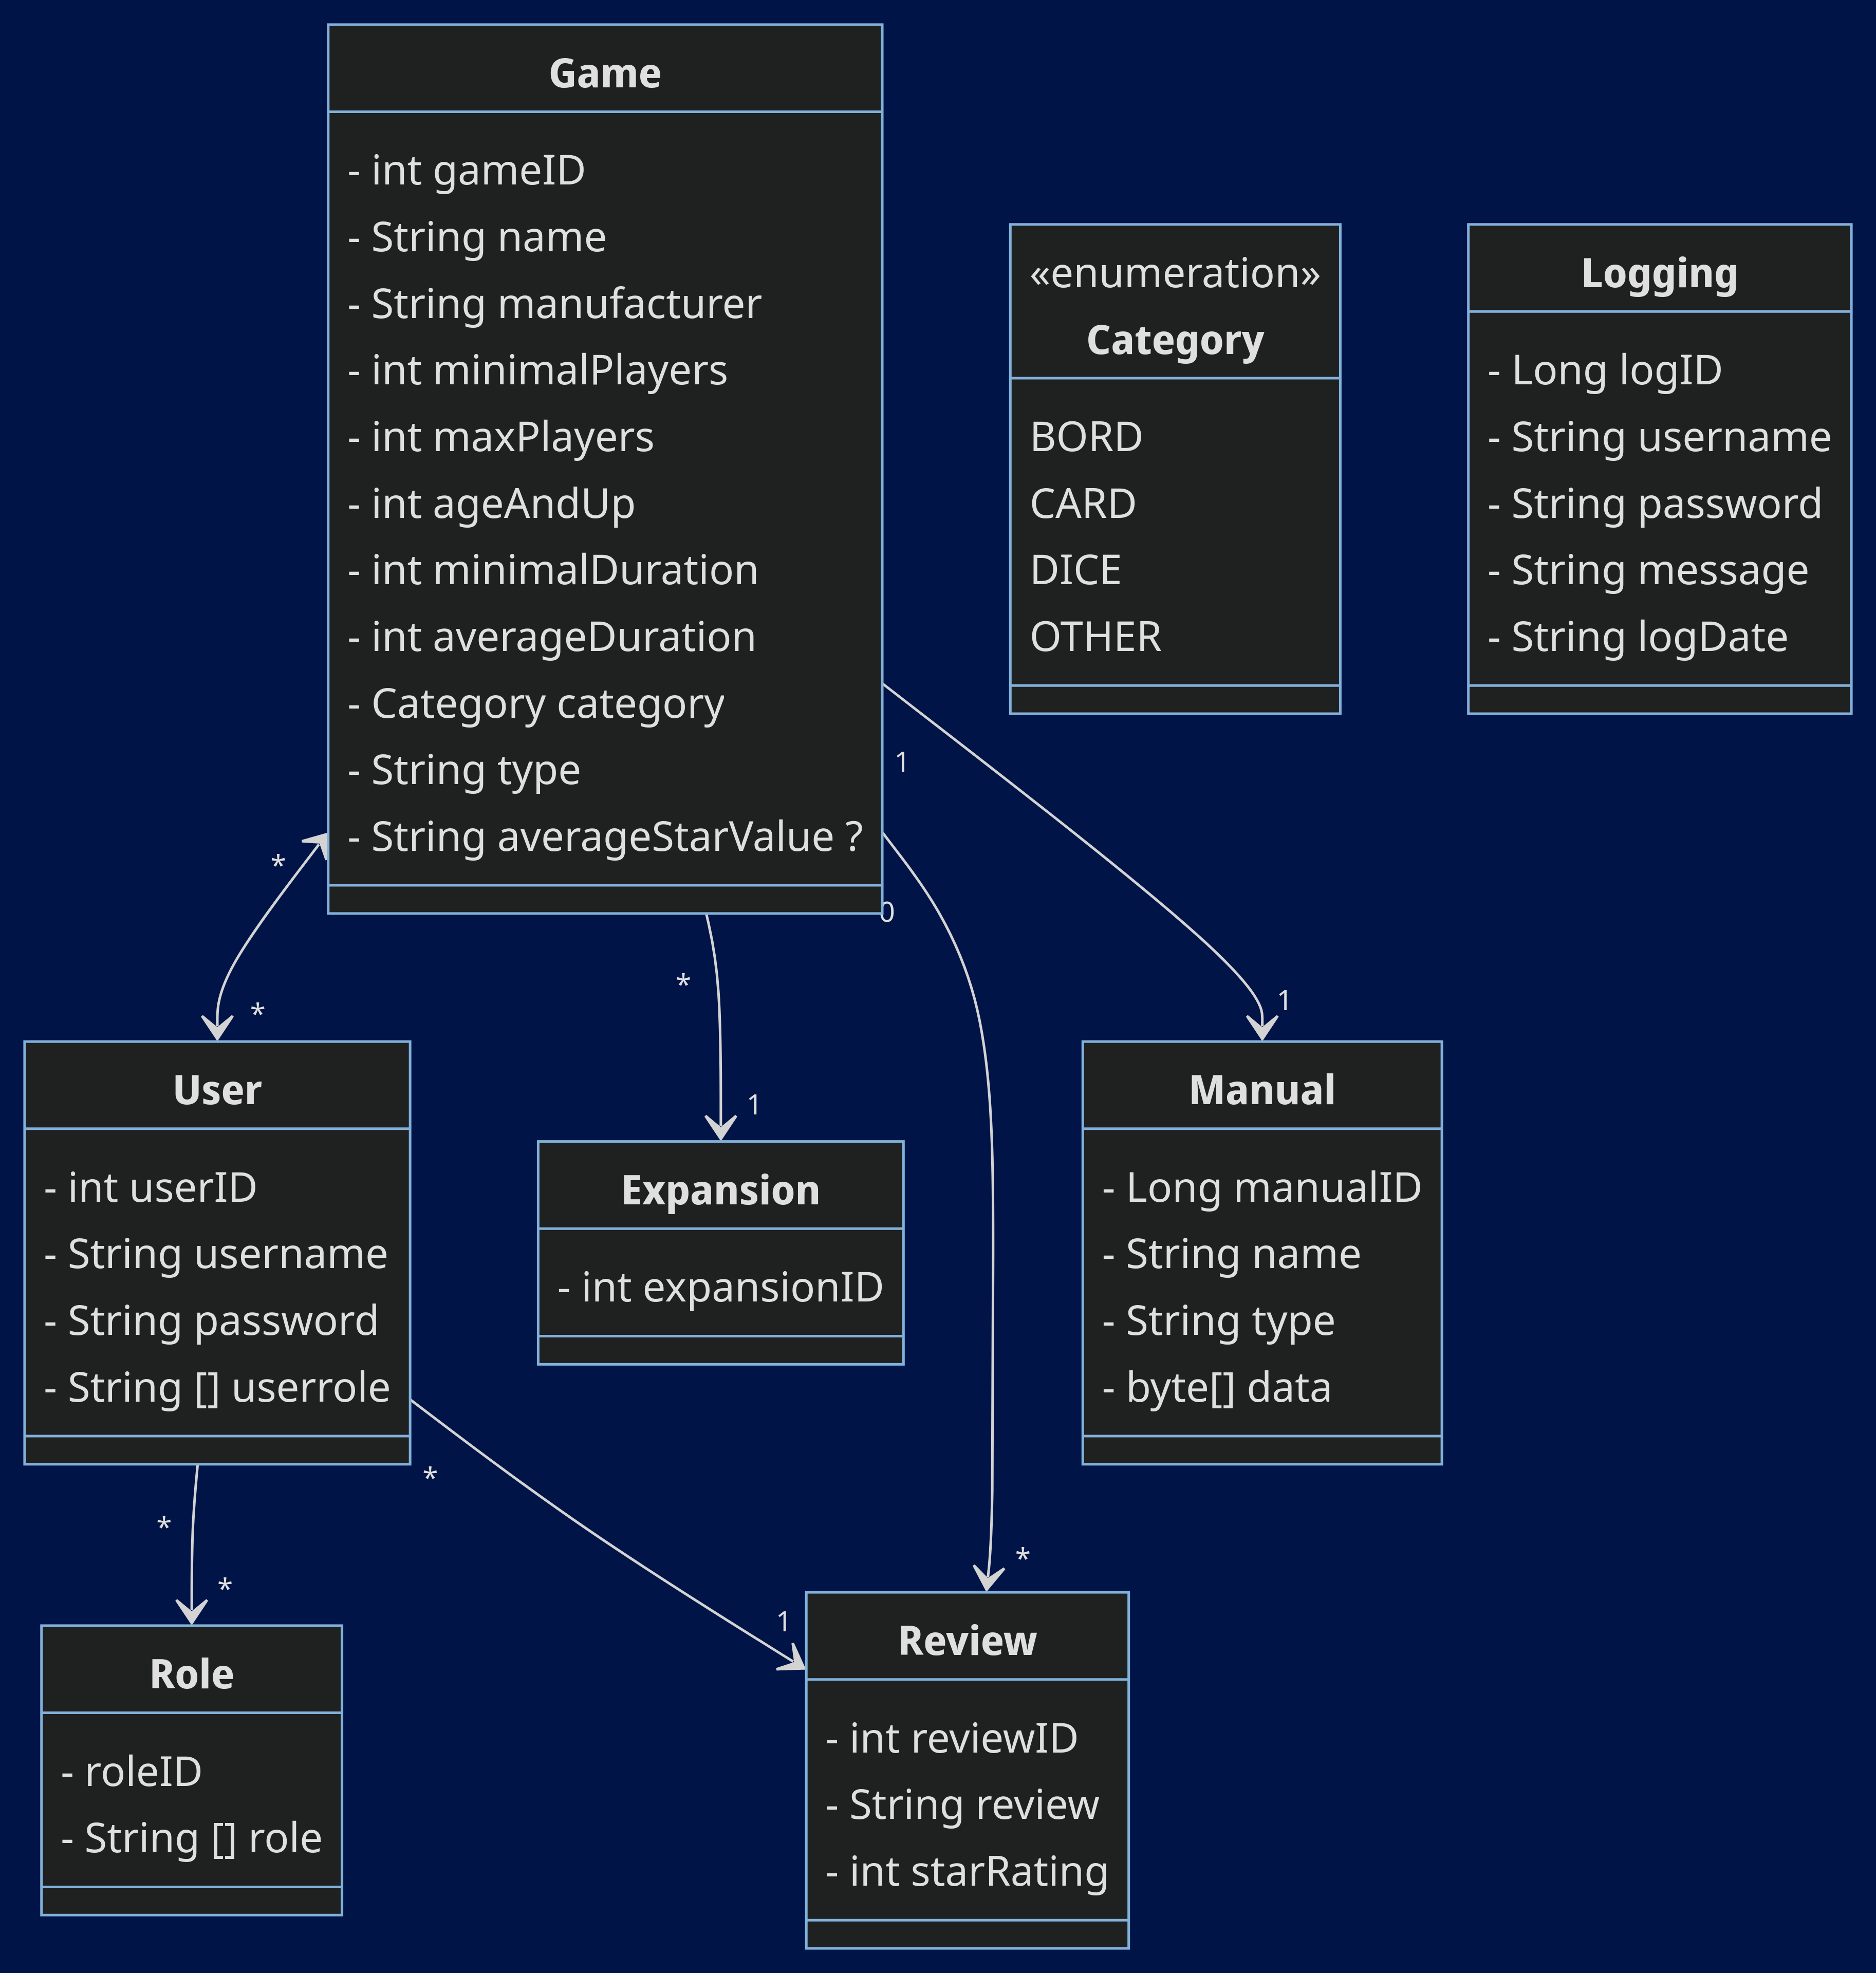 Game
- int gameID
- String name
- String manufacturer
- int minimalPlayers
- int maxPlayers
- int ageAndUp
- int minimalDuration
- int averageDuration
- Category category
- String type
- String averageStarValue ?
«enumeration»
Category
BORD
CARD
DICE
OTHER
Logging
- Long logID
- String username
- String password
- String message
- String logDate
*
*
*
1
0
*
1
1
User
- int userID
- String username
- String password
- String [] userrole
Expansion
- int expansionID
Manual
- Long manualID
- String name
- String type
- byte[] data
*
*
*
1
Role
- roleID
- String [] role
Review
- int reviewID
- String review
- int starRating